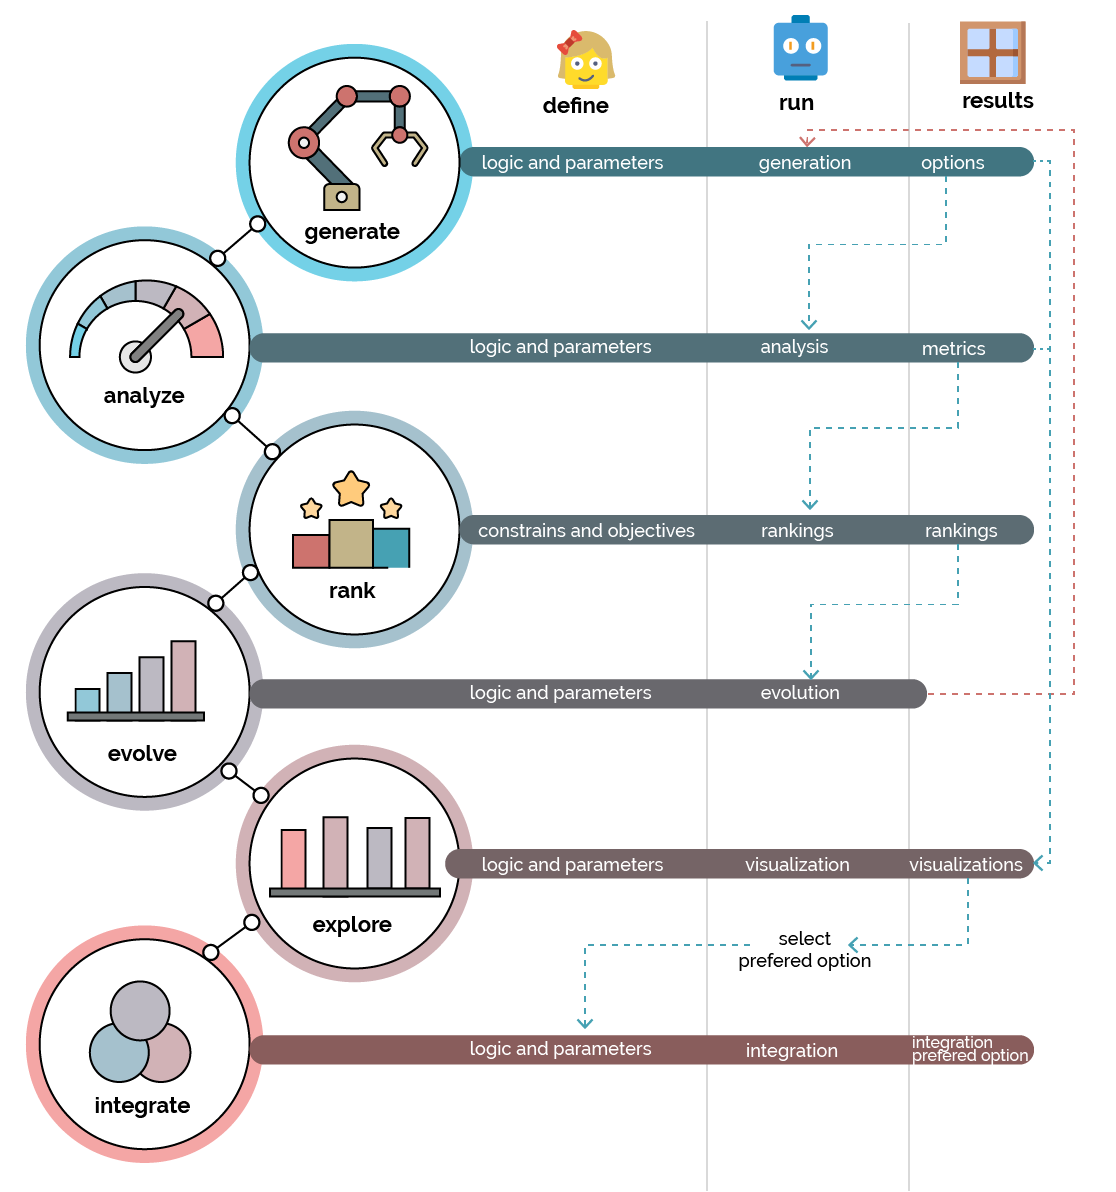 define
run
results
logic and parameters
generation
options
generate
logic and parameters
analysis
metrics
analyze
constrains and objectives
rankings
rankings
rank
logic and parameters
evolution
evolve
logic and parameters
visualization
visualizations
explore
select
prefered option
logic and parameters
integration
integration
prefered option
integrate